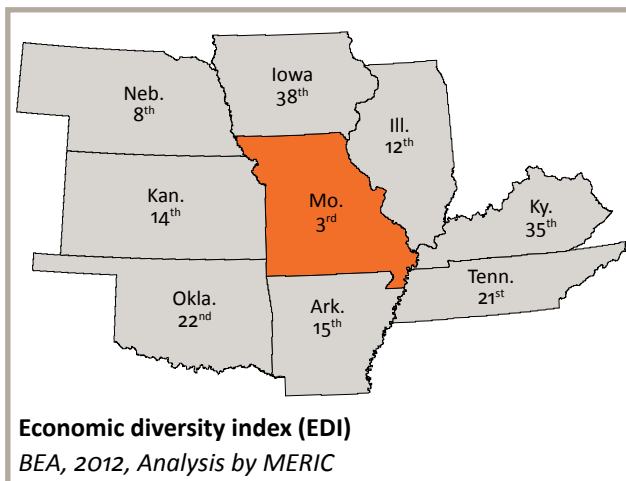 Iowa
38th
Neb.
8th
Ill.
12th
Mo.
3rd
Kan.
14th
Ky.
35th
Tenn.
21st
Okla.
22nd
Ark.
15th
Economic diversity index (EDI)
BEA, 2012, Analysis by MERIC